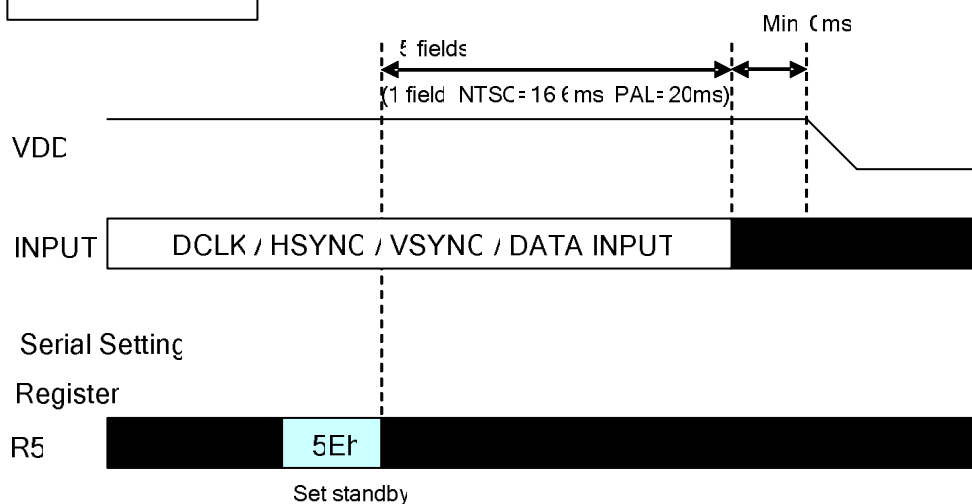 Min 0ms
5 fields
(1 field NTSC=16 6ms PAL=20ms)
VDD
INPUT
DCLK / HSYNC / VSYNC / DATA INPUT
Serial Setting
Register
R5
5Eh
Set standby